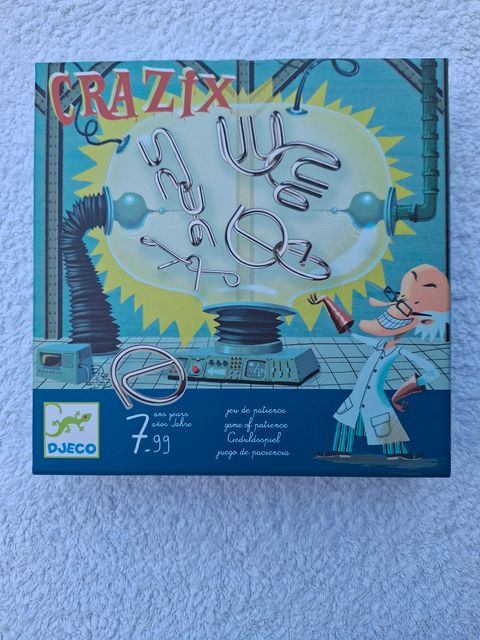 CRAZIX
DJECO
7-99
ans years
años Jahre
jeu de patience
game of patience
Geduldsspiel
juego de paciencia